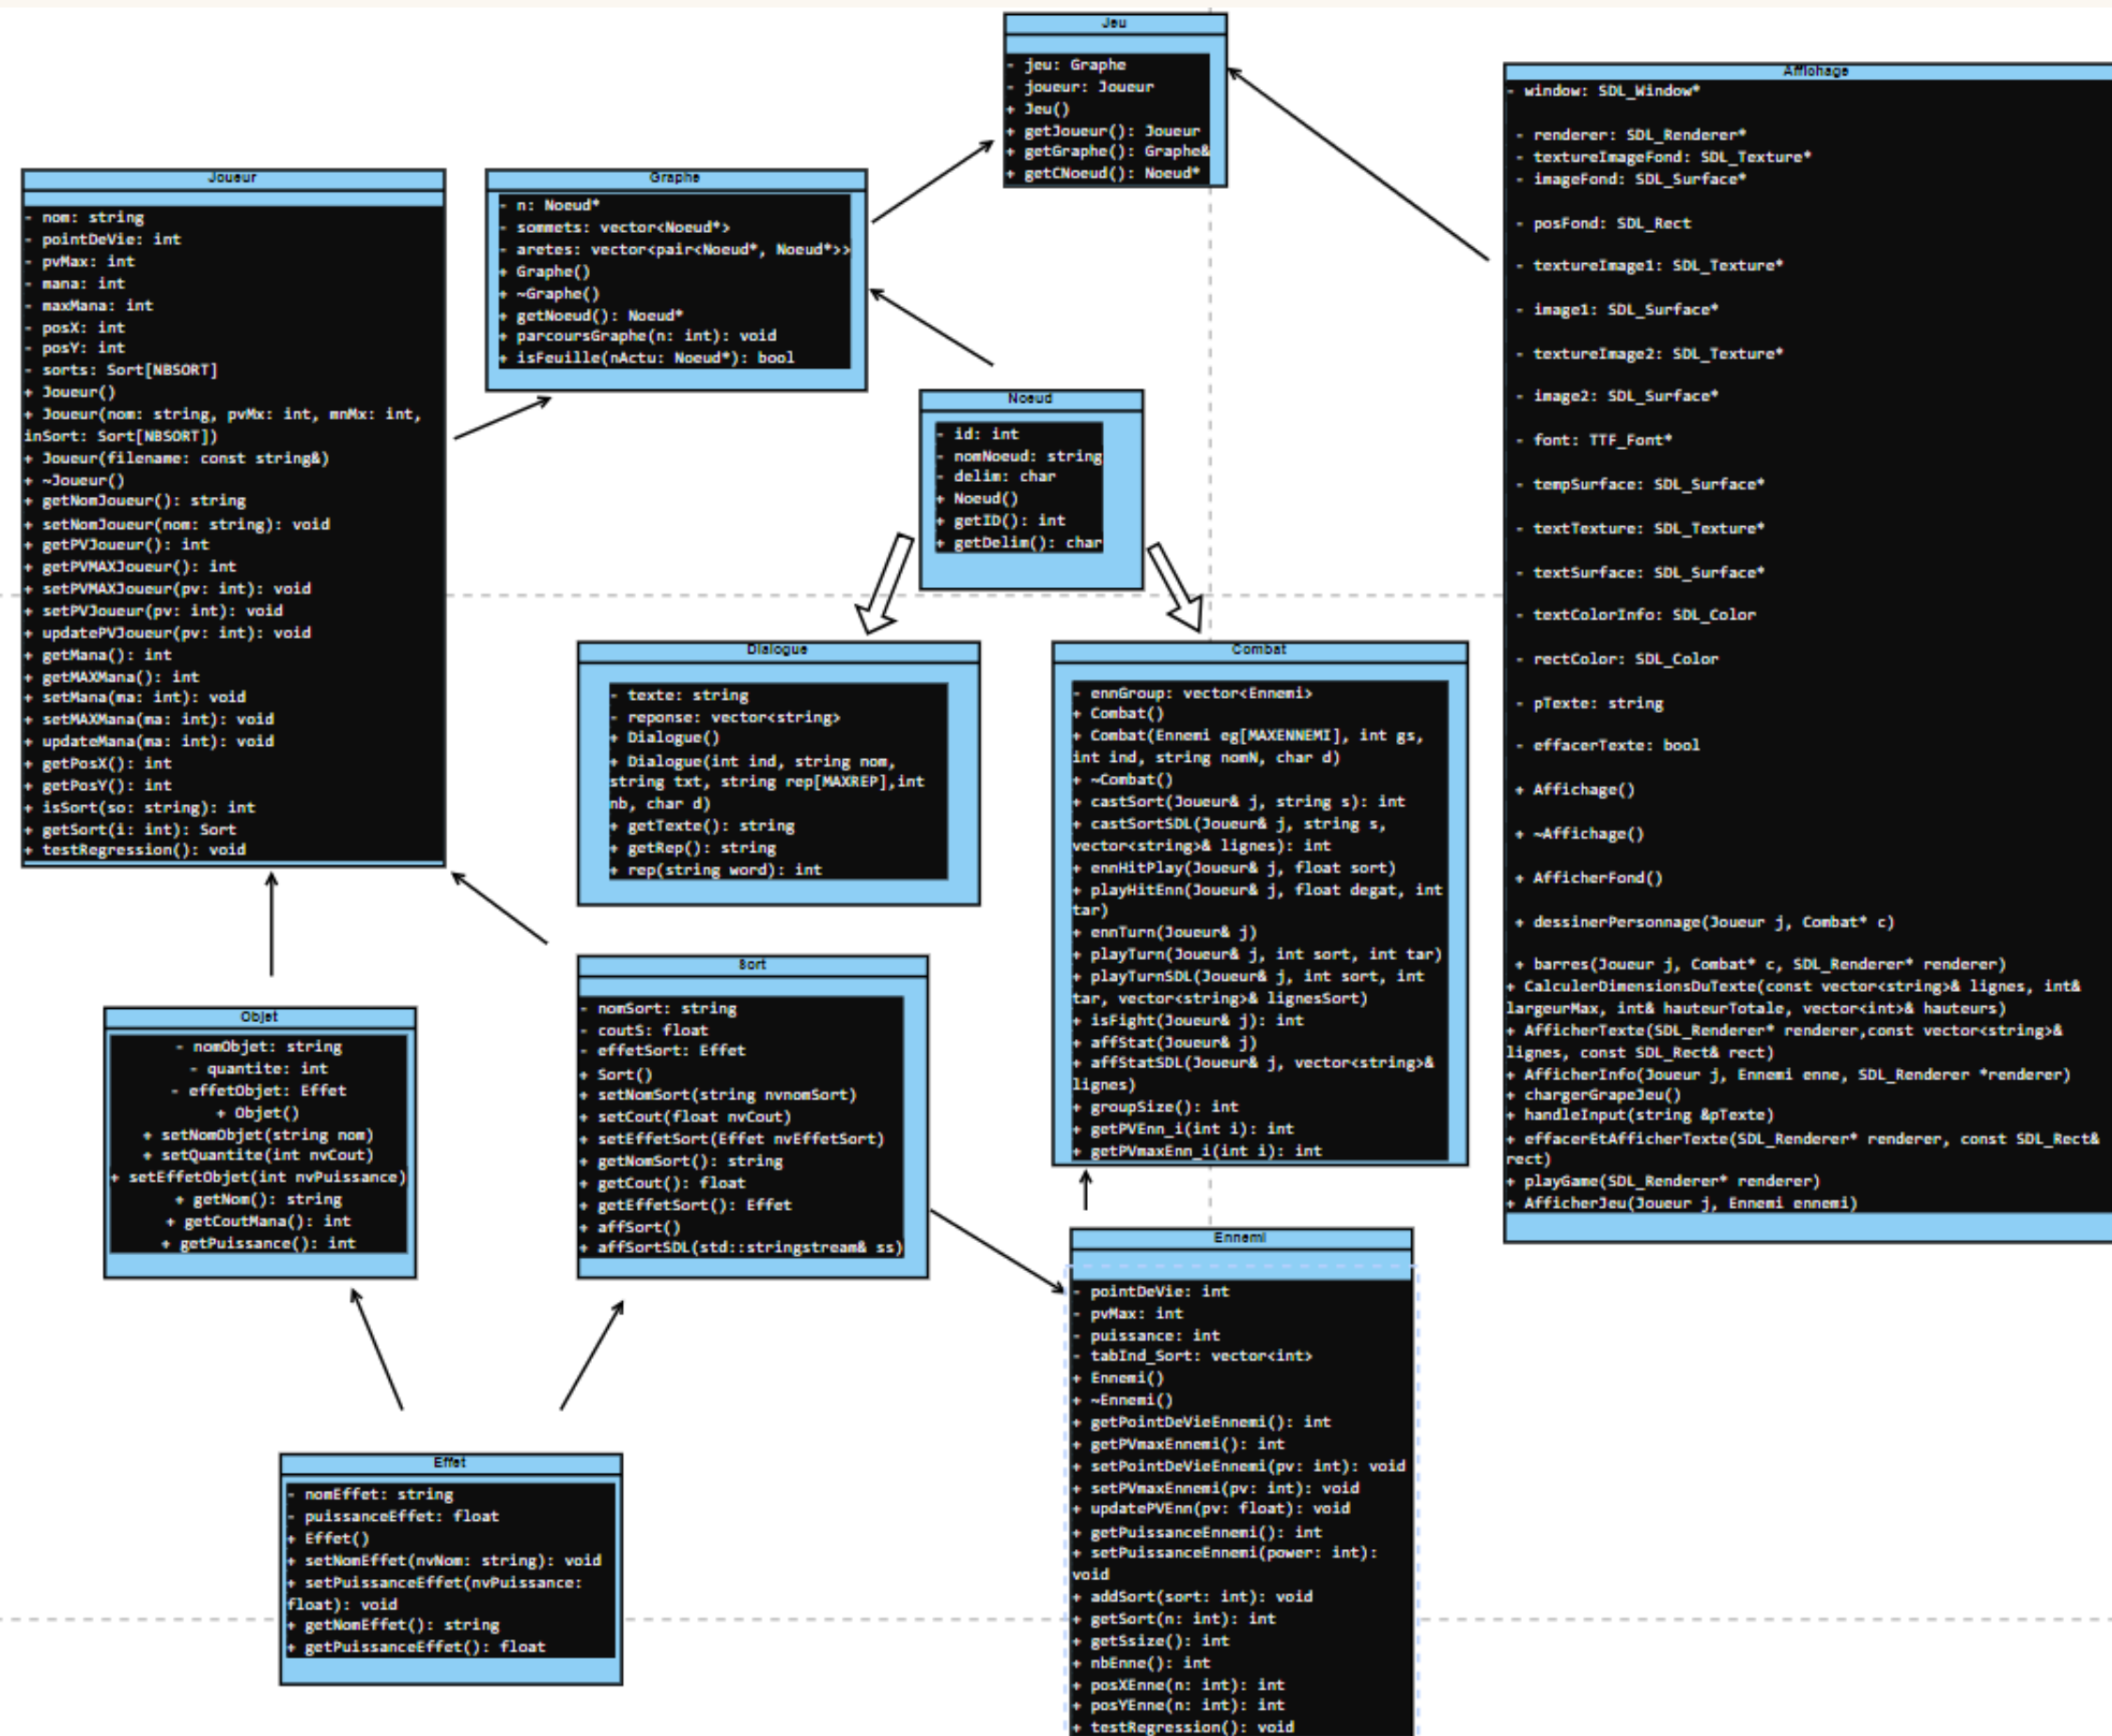 Jeu
- jeu: Graphe
- joueur: Joueur
+ Jeu()
+ getJoueur(): Joueur
+ getGraphe(): Graphe&
+ getCNoeud(): Noeud*
Joueur
- nom: string
- pointDeVie: int
- pvMax: int
- mana: int
- maxMana: int
- posX: int
- posY: int
- sorts: Sort[NBSORT]
+ Joueur()
+ Joueur(nom: string, pvMx: int, mnMx: int,
inSort: Sort[NBSORT])
+ Joueur(filename: const string&)
+ ~Joueur()
+ getNomJoueur(): string
+ setNomJoueur(nom: string): void
+ getPVJoueur(): int
+ getPVMAXJoueur(): int
+ setPVMAXJoueur(pv: int): void
+ setPVJoueur(pv: int): void
+ updatePVJoueur(pv: int): void
+ getMana(): int
+ getMAXMana(): int
+ setMana(ma: int): void
+ setMAXMana(ma: int): void
+ updateMana(ma: int): void
+ getPosX(): int
+ getPosY(): int
+ isSort(so: string): int
+ getSort(i: int): Sort
+ testRegression(): void
Graphe
- n: Noeud*
- sommets: vector<Noeud*>
- aretes: vector<pair<Noeud*, Noeud*>>
+ Graphe()
+ ~Graphe()
+ getNoeud(): Noeud*
+ parcoursGraphe(n: int): void
+ isFeuille(nActu: Noeud*): bool
Noeud
- id: int
- nomNoeud: string
- delim: char
+ Noeud()
+ getID(): int
+ getDelim(): char
Affichage
- window: SDL_Window*
- renderer: SDL_Renderer*
- textureImageFond: SDL_Texture*
- imageFond: SDL_Surface*
- posFond: SDL_Rect
- textureImage1: SDL_Texture*
- image1: SDL_Surface*
- textureImage2: SDL_Texture*
- image2: SDL_Surface*
- font: TTF_Font*
- tempSurface: SDL_Surface*
- textTexture: SDL_Texture*
- textSurface: SDL_Surface*
- textColorInfo: SDL_Color
- rectColor: SDL_Color
- pTexte: string
- effacerTexte: bool
+ Affichage()
+ ~Affichage()
+ AfficherFond()
+ dessinerPersonnage(Joueur j, Combat* c)
+ barres(Joueur j, Combat* c, SDL_Renderer* renderer)
+ CalculerDimensionsDuTexte(const vector<string>& lignes, int&
largeurMax, int& hauteurTotale, vector<int>& hauteurs)
+ AfficherTexte(SDL_Renderer* renderer,const vector<string>&
lignes, const SDL_Rect& rect)
+ AfficherInfo(Joueur j, Ennemi enne, SDL_Renderer *renderer)
+ chargerGrapeJeu()
+ handleInput(string &pTexte)
+ effacerEtAfficherTexte(SDL_Renderer* renderer, const SDL_Rect&
rect)
+ playGame(SDL_Renderer* renderer)
+ AfficherJeu(Joueur j, Ennemi ennemi)
Dialogue
- texte: string
- reponse: vector<string>
+ Dialogue()
+ Dialogue(int ind, string nom,
string txt, string rep[MAXREP],int
nb, char d)
+ getTexte(): string
+ getRep(): string
+ rep(string word): int
Combat
- ennGroup: vector<Ennemi>
+ Combat()
+ Combat(Ennemi eg[MAXENNEMI], int gs,
int ind, string nomN, char d)
+ ~Combat()
+ castSort(Joueur& j, string s): int
+ castSortSDL(Joueur& j, string s,
vector<string>& lignes): int
+ ennHitPlay(Joueur& j, float sort)
+ playHitEnn(Joueur& j, float degat, int
tar)
+ ennTurn(Joueur& j)
+ playTurn(Joueur& j, int sort, int tar)
+ playTurnSDL(Joueur& j, int sort, int
tar, vector<string>& lignesSort)
+ isFight(Joueur& j): int
+ affStat(Joueur& j)
+ affStatSDL(Joueur& j, vector<string>&
lignes)
+ groupSize(): int
+ getPVEnn_i(int i): int
+ getPVmaxEnn_i(int i): int
Objet
- nomObjet: string
- quantite: int
- effetObjet: Effet
+ Objet()
+ setNomObjet(string nom)
+ setQuantite(int nvCout)
+ setEffetObjet(int nvPuissance)
+ getNom(): string
+ getCoutMana(): int
+ getPuissance(): int
Sort
- nomSort: string
- coutS: float
- effetSort: Effet
+ Sort()
+ setNomSort(string nvnomSort)
+ setCout(float nvCout)
+ setEffetSort(Effet nvEffetSort)
+ getNomSort(): string
+ getCout(): float
+ getEffetSort(): Effet
+ affSort()
+ affSortSDL(std::stringstream& ss)
Ennemi
- pointDeVie: int
- pvMax: int
- puissance: int
- tabInd_Sort: vector<int>
+ Ennemi()
+ ~Ennemi()
+ getPointDeVieEnnemi(): int
+ getPVmaxEnnemi(): int
+ setPointDeVieEnnemi(pv: int): void
+ setPVmaxEnnemi(pv: int): void
+ updatePVEnn(pv: float): void
+ getPuissanceEnnemi(): int
+ setPuissanceEnnemi(power: int):
void
+ addSort(sort: int): void
+ getSort(n: int): int
+ getSsize(): int
+ nbEnne(): int
+ posXEnne(n: int): int
+ posYEnne(n: int): int
+ testRegression(): void
Effet
- nomEffet: string
- puissanceEffet: float
+ Effet()
+ setNomEffet(nvNom: string): void
+ setPuissanceEffet(nvPuissance:
float): void
+ getNomEffet(): string
+ getPuissanceEffet(): float